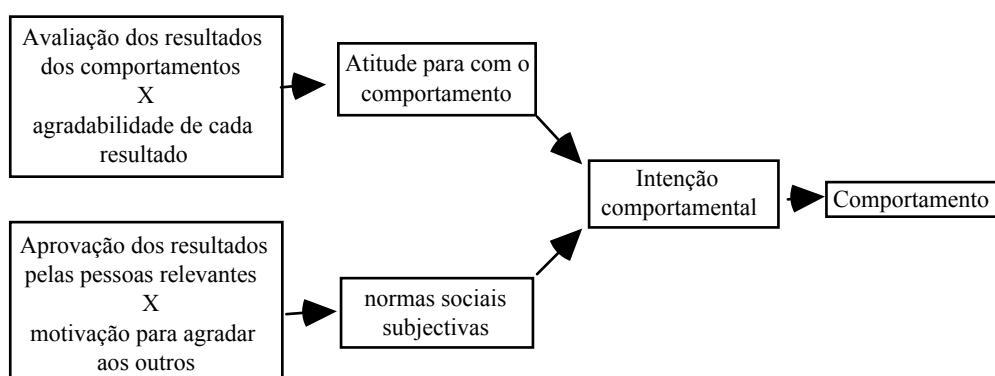 Avaliação dos resultados
dos comportamentos
X
agradabilidade de cada
resultado
Atitude para com o
comportamento
Aprovação dos resultados
pelas pessoas relevantes
X
motivação para agradar
aos outros
normas sociais
subjectivas
Intenção
comportamental
Comportamento